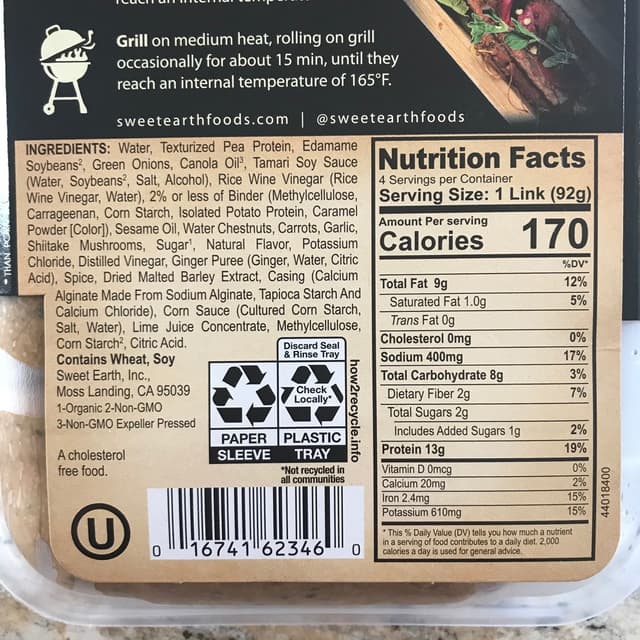 Grill on medium heat, rolling on grill
occasionally for about 15 min, until they
reach an internal temperature of 165°F.
sweetearthfoods.com | @sweetearthfoods
INGREDIENTS: Water, Texturized Pea Protein, Edamame
Soybeans², Green Onions, Canola Oil³, Tamari Soy Sauce
(Water, Soybeans², Salt, Alcohol), Rice Wine Vinegar (Rice
Wine Vinegar, Water), 2% or less of Binder (Methylcellulose,
Carrageenan, Corn Starch, Isolated Potato Protein, Caramel
Powder [Color]), Sesame Oil, Water Chestnuts, Carrots, Garlic,
Shiitake Mushrooms, Sugar¹, Natural Flavor, Potassium
Chloride, Distilled Vinegar, Ginger Puree (Ginger, Water, Citric
Acid), Spice, Dried Malted Barley Extract, Casing (Calcium
Alginate Made From Sodium Alginate, Tapioca Starch And
Calcium Chloride), Corn Sauce (Cultured Corn Starch,
Salt, Water), Lime Juice Concentrate, Methylcellulose,
Corn Starch², Citric Acid.
Contains Wheat, Soy
Sweet Earth, Inc.,
Moss Landing, CA 95039
1-Organic 2-Non-GMO
3-Non-GMO Expeller Pressed
A cholesterol
free food.
U
Discard Seal
& Rinse Tray
Check
Locally*
PAPER
SLEEVE
PLASTIC
TRAY
how2recycle.info
*Not recycled in
all communities
0 16741 62346 0
Nutrition Facts
4 Servings per Container
Serving Size: 1 Link (92g)
Amount Per serving
Calories 170
%DV*
Total Fat 9g 12%
Saturated Fat 1.0g 5%
Trans Fat 0g
Cholesterol 0mg 0%
Sodium 400mg 17%
Total Carbohydrate 8g 3%
Dietary Fiber 2g 7%
Total Sugars 2g
Includes Added Sugars 1g 2%
Protein 13g 19%
Vitamin D 0mcg 0%
Calcium 20mg 2%
Iron 2.4mg 15%
Potassium 610mg 15%
* This % Daily Value (DV) tells you how much a nutrient
in a serving of food contributes to a daily diet. 2,000
calories a day is used for general advice.
44018400